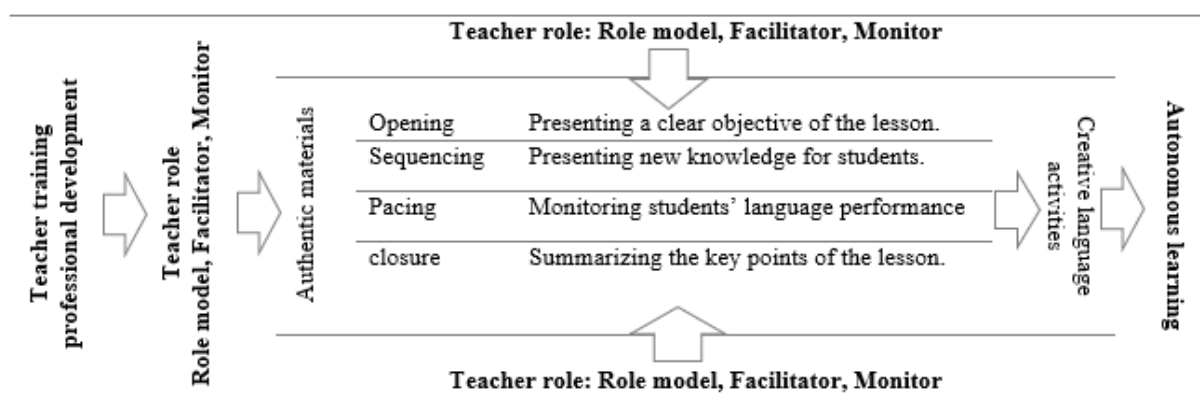 Teacher role: Role model, Facilitator, Monitor
Teacher training
professional development
Teacher role
Role model, Facilitator, Monitor
Authentic materials
Opening Presenting a clear objective of the lesson.
Sequencing Presenting new knowledge for students.
Pacing Monitoring students’ language performance
closure Summarizing the key points of the lesson.
Creative language
activities
Autonomous learning
Teacher role: Role model, Facilitator, Monitor